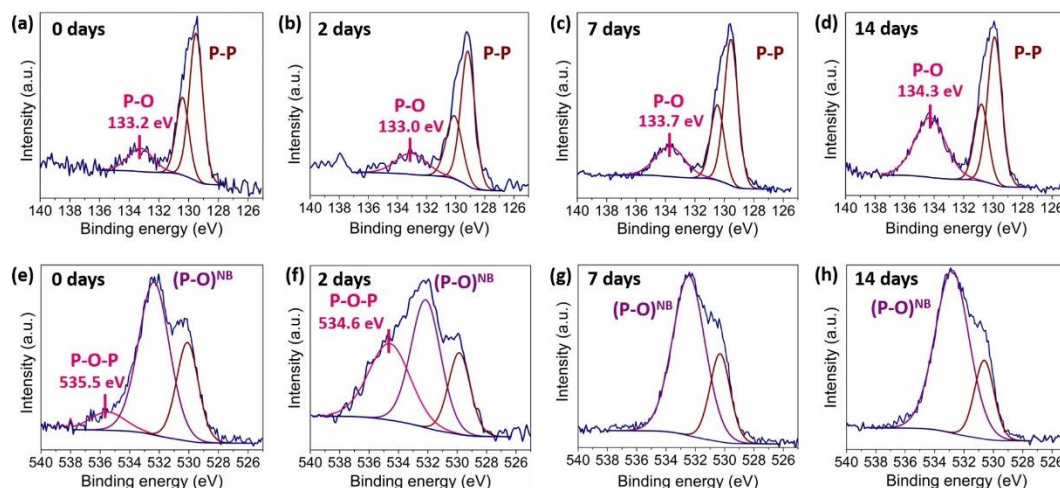 (a) 0 days
P-P
P-O
133.2 eV
Intensity (a.u.)
140 138 136 134 132 130 128 126
Binding energy (eV)
(b) 2 days
P-P
P-O
133.0 eV
Intensity (a.u.)
140 138 136 134 132 130 128 126
Binding energy (eV)
(c) 7 days
P-P
P-O
133.7 eV
Intensity (a.u.)
140 138 136 134 132 130 128 126
Binding energy (eV)
(d) 14 days
P-O
134.3 eV
P-P
Intensity (a.u.)
140 138 136 134 132 130 128 126
Binding energy (eV)
(e) 0 days
(P-O)ᴺᴮ
P-O-P
535.5 eV
Intensity (a.u.)
540 538 536 534 532 530 528 526
Binding energy (eV)
(f) 2 days
(P-O)ᴺᴮ
P-O-P
534.6 eV
Intensity (a.u.)
540 538 536 534 532 530 528 526
Binding energy (eV)
(g) 7 days
(P-O)ᴺᴮ
Intensity (a.u.)
540 538 536 534 532 530 528 526
Binding energy (eV)
(h) 14 days
(P-O)ᴺᴮ
Intensity (a.u.)
540 538 536 534 532 530 528 526
Binding energy (eV)